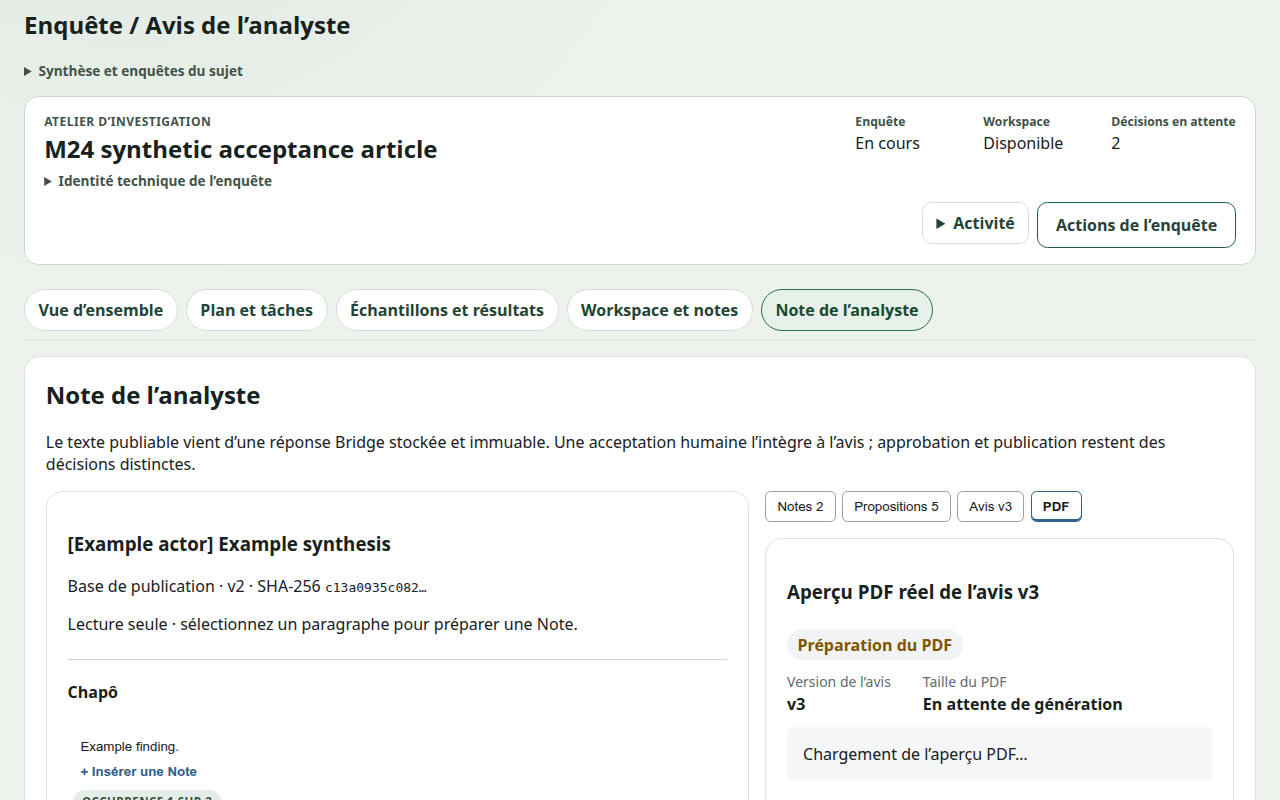 Enquête / Avis de l’analyste
Synthèse et enquêtes du sujet
ATELIER D’INVESTIGATION
M24 synthetic acceptance article
Identité technique de l’enquête
Enquête
En cours
Workspace
Disponible
Décisions en attente
2
Activité
Actions de l’enquête
Vue d’ensemble
Plan et tâches
Échantillons et résultats
Workspace et notes
Note de l’analyste
Note de l’analyste
Le texte publiable vient d’une réponse Bridge stockée et immuable. Une acceptation humaine l’intègre à l’avis ; approbation et publication restent des
décisions distinctes.
[Example actor] Example synthesis
Base de publication · v2 · SHA-256 c13a0935c082…
Lecture seule · sélectionnez un paragraphe pour préparer une Note.
Chapô
Example finding.
+ Insérer une Note
OCCURRENCE 1 SUR 2
Notes 2
Propositions 5
Avis v3
PDF
Aperçu PDF réel de l’avis v3
Préparation du PDF
Version de l’avis
v3
Taille du PDF
En attente de génération
Chargement de l’aperçu PDF…